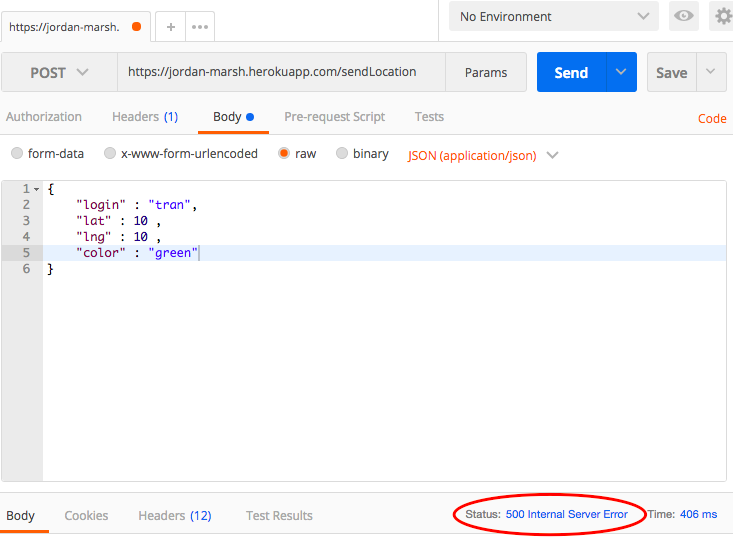 https://jordan-marsh. + ••• No Environment
POST https://jordan-marsh.herokuapp.com/sendLocation Params Send Save
Authorization Headers (1) Body Pre-request Script Tests Code
form-data x-www-form-urlencoded raw binary JSON (application/json)
1 {
2 "login" : "tran",
3 "lat" : 10 ,
4 "lng" : 10 ,
5 "color" : "green"
6 }
Body Cookies Headers (12) Test Results Status: 500 Internal Server Error Time: 406 ms